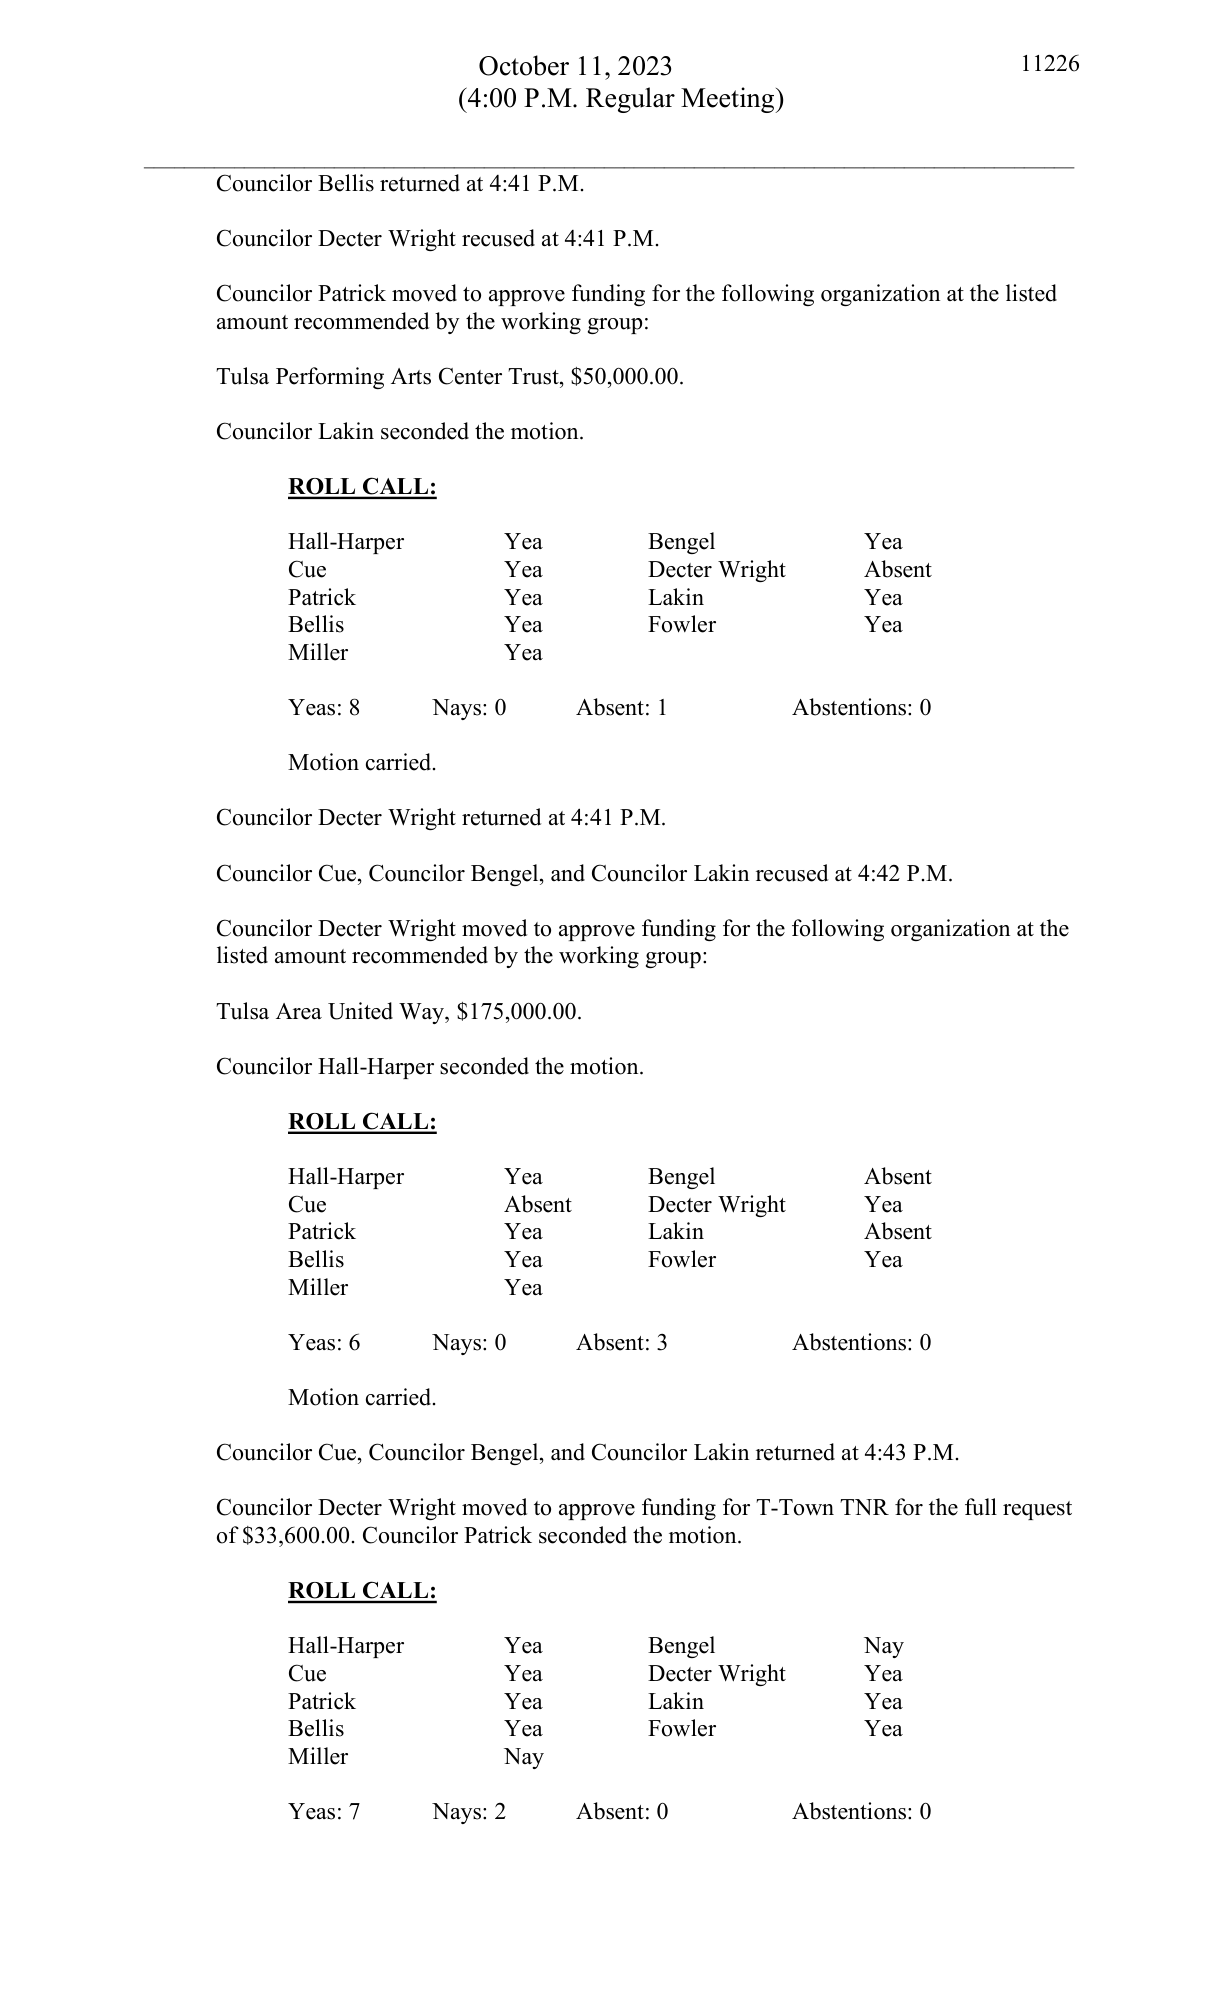 October 11, 2023 11226
(4:00 P.M. Regular Meeting)
Councilor Bellis returned at 4:41 P.M.
Councilor Decter Wright recused at 4:41 P.M.
Councilor Patrick moved to approve funding for the following organization at the listed
amount recommended by the working group:
Tulsa Performing Arts Center Trust, $50,000.00.
Councilor Lakin seconded the motion.
ROLL CALL:
Hall-Harper Yea Bengel Yea
Cue Yea Decter Wright Absent
Patrick Yea Lakin Yea
Bellis Yea Fowler Yea
Miller Yea
Yeas: 8 Nays: 0 Absent: 1 Abstentions: 0
Motion carried.
Councilor Decter Wright returned at 4:41 P.M.
Councilor Cue, Councilor Bengel, and Councilor Lakin recused at 4:42 P.M.
Councilor Decter Wright moved to approve funding for the following organization at the
listed amount recommended by the working group:
Tulsa Area United Way, $175,000.00.
Councilor Hall-Harper seconded the motion.
ROLL CALL:
Hall-Harper Yea Bengel Absent
Cue Absent Decter Wright Yea
Patrick Yea Lakin Absent
Bellis Yea Fowler Yea
Miller Yea
Yeas: 6 Nays: 0 Absent: 3 Abstentions: 0
Motion carried.
Councilor Cue, Councilor Bengel, and Councilor Lakin returned at 4:43 P.M.
Councilor Decter Wright moved to approve funding for T-Town TNR for the full request
of $33,600.00. Councilor Patrick seconded the motion.
ROLL CALL:
Hall-Harper Yea Bengel Nay
Cue Yea Decter Wright Yea
Patrick Yea Lakin Yea
Bellis Yea Fowler Yea
Miller Nay
Yeas: 7 Nays: 2 Absent: 0 Abstentions: 0